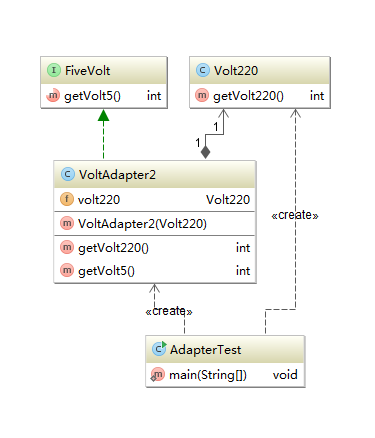 I FiveVolt
m getVolt5() int
C Volt220
m getVolt220() int
1
1
C VoltAdapter2
f volt220 Volt220
m VoltAdapter2(Volt220)
m getVolt220() int
m getVolt5() int
«create»
«create»
C AdapterTest
m main(String[]) void